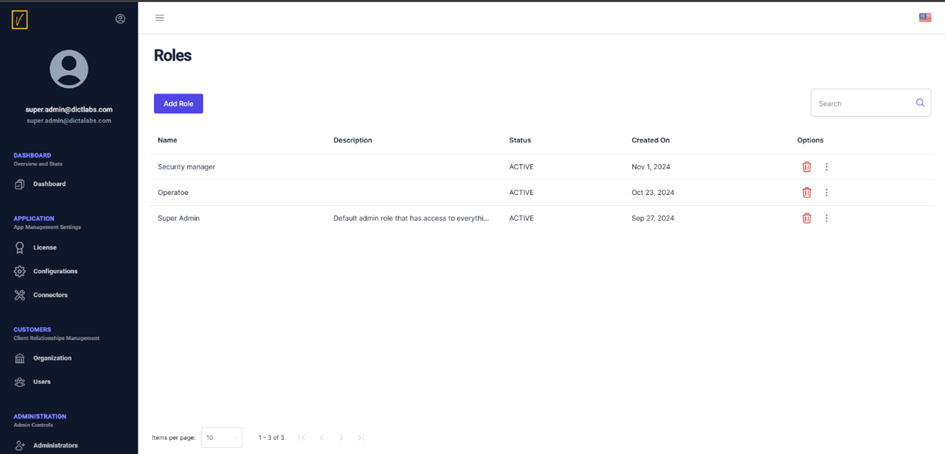 super.admin@dictlabs.com
super.admin@dictalabs.com
DASHBOARD
Overview and Stats
Dashboard
APPLICATION
App Management Settings
License
Configurations
Connectors
CUSTOMERS
Client Relationships Management
Organization
Users
ADMINISTRATION
Admin Controls
Administrators
Roles
Add Role
Search
Name Description Status Created On Options
Security manager ACTIVE Nov 1, 2024
Operatoe ACTIVE Oct 23, 2024
Super Admin Default admin role that has access to everythi... ACTIVE Sep 27, 2024
Items per page: 10 1 – 3 of 3